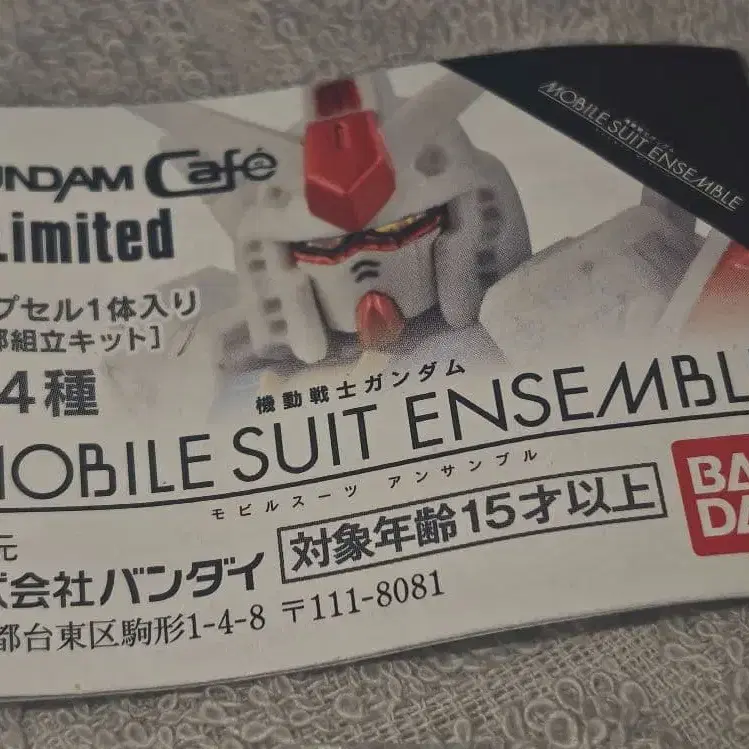 UNDAM Café
Limited
プセル1体入り
部組立キット]
4種
MOBILE SUIT ENSEMBLE
機動戦士ガンダム
MOBILE SUIT ENSEMBL
モビルスーツ アンサンブル
元
式会社バンダイ
対象年齢15才以上
BA
DA
都台東区駒形1-4-8 〒111-8081